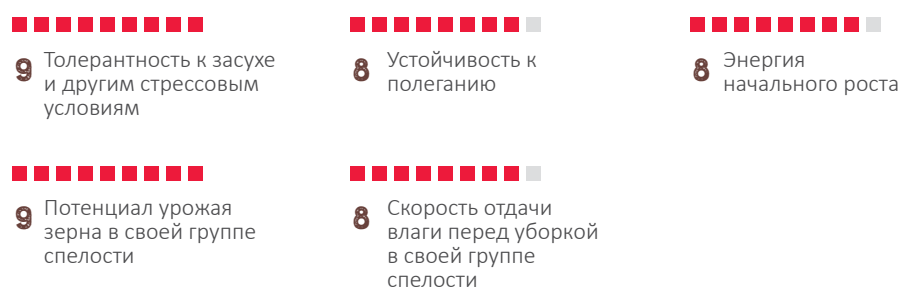 9 Толерантность к засухе
и другим стрессовым
условиям
8 Устойчивость к
полеганию
8 Энергия
начального роста
9 Потенциал урожая
зерна в своей группе
спелости
8 Скорость отдачи
влаги перед уборкой
в своей группе
спелости